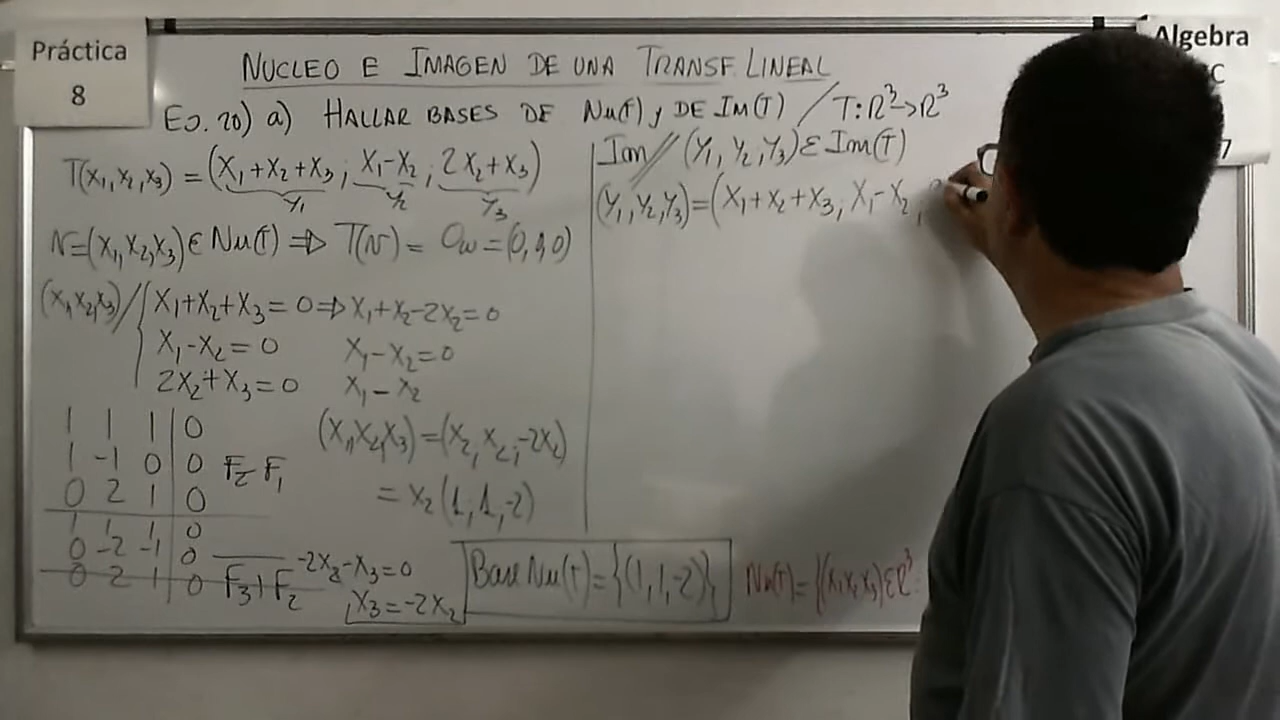 Práctica
8
Algebra
C
7
NUCLEO E IMAGEN DE UNA TRANSF. LINEAL
EJ. 20) a) HALLAR BASES DE Nu(T) y DE Im(T) / T: R³→R³
T(x₁, x₂, x₃) = (x₁+x₂+x₃ ; x₁-x₂ ; 2x₂+x₃)
y₁ y₂ y₃
N=(x₁, x₂, x₃) ∈ Nu(T) ⇒ T(N) = O_w = (0,0,0)
(x₁ x₂, x₃) / { x₁+x₂+x₃ = 0 ⇒ x₁+x₂-2x₂ = 0
x₁-x₂ = 0 x₁-x₂ = 0
2x₂+x₃ = 0 x₁ - x₂
1 1 1 | 0
1 -1 0 | 0 F₂-F₁
0 2 1 | 0
1 1 1 0
0 -2 -1 | 0
0 2 1 | 0 F₃+F₂
-2x₂-x₃=0
x₃=-2x₂
(x₁, x₂, x₃) = (x₂, x₂, -2x₂)
= x₂ (1, 1, -2)
Base Nu(T) = {(1, 1, -2)}
Nu(T) = {(x₁ x₂ x₃) ∈ R³
Im // (y₁, y₂, y₃) ∈ Im(T)
(y₁, y₂, y₃) = (x₁+x₂+x₃ ; x₁-x₂ ;